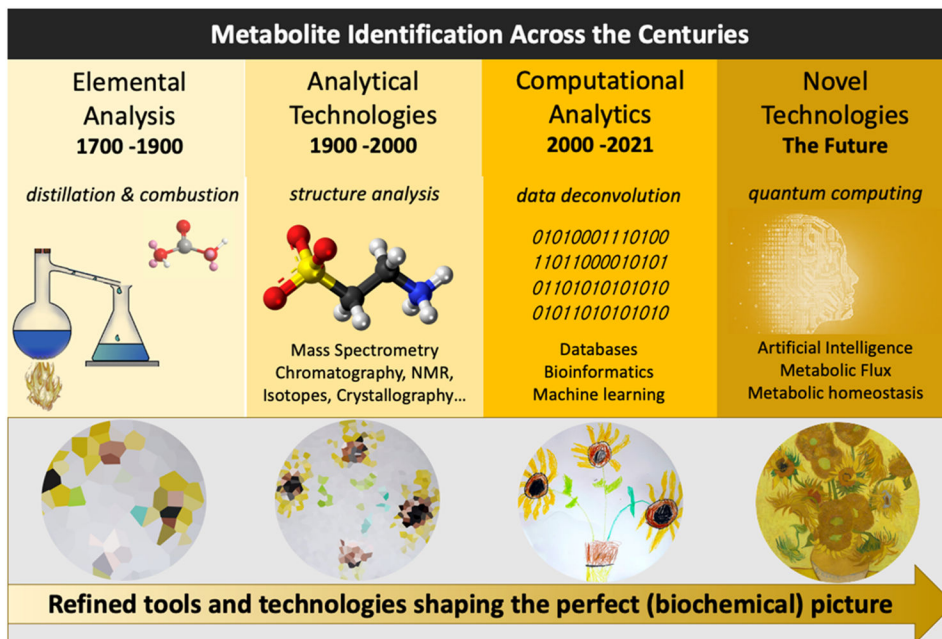 Metabolite Identification Across the Centuries
Elemental
Analysis
1700 -1900
distillation & combustion
Analytical
Technologies
1900 -2000
structure analysis
Mass Spectrometry
Chromatography, NMR,
Isotopes, Crystallography…
Computational
Analytics
2000 -2021
data deconvolution
01010001110100
11011000010101
01101010101010
01011010101010
Databases
Bioinformatics
Machine learning
Novel
Technologies
The Future
quantum computing
Artificial Intelligence
Metabolic Flux
Metabolic homeostasis
Refined tools and technologies shaping the perfect (biochemical) picture